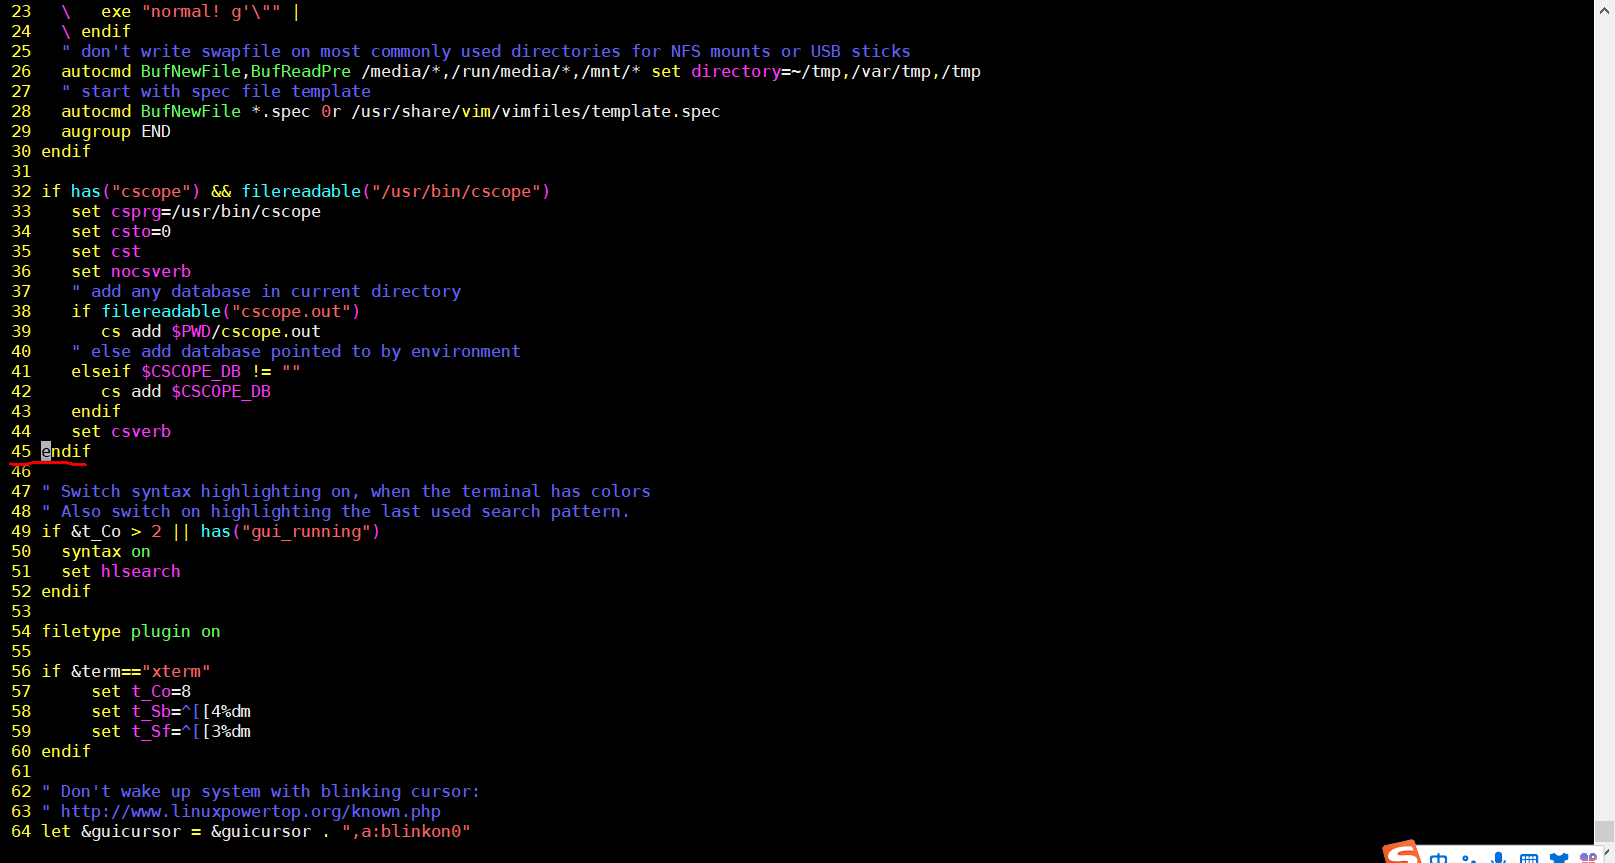 23   \   exe "normal! g'\"" |
24   \ endif
25   " don't write swapfile on most commonly used directories for NFS mounts or USB sticks
26   autocmd BufNewFile,BufReadPre /media/*,/run/media/*,/mnt/* set directory=~/tmp,/var/tmp,/tmp
27   " start with spec file template
28   autocmd BufNewFile *.spec 0r /usr/share/vim/vimfiles/template.spec
29   augroup END
30 endif
31
32 if has("cscope") && filereadable("/usr/bin/cscope")
33    set csprg=/usr/bin/cscope
34    set csto=0
35    set cst
36    set nocsverb
37    " add any database in current directory
38    if filereadable("cscope.out")
39       cs add $PWD/cscope.out
40    " else add database pointed to by environment
41    elseif $CSCOPE_DB != ""
42       cs add $CSCOPE_DB
43    endif
44    set csverb
45 endif
46
47 " Switch syntax highlighting on, when the terminal has colors
48 " Also switch on highlighting the last used search pattern.
49 if &t_Co > 2 || has("gui_running")
50   syntax on
51   set hlsearch
52 endif
53
54 filetype plugin on
55
56 if &term=="xterm"
57      set t_Co=8
58      set t_Sb=^[[4%dm
59      set t_Sf=^[[3%dm
60 endif
61
62 " Don't wake up system with blinking cursor:
63 " http://www.linuxpowertop.org/known.php
64 let &guicursor = &guicursor . ",a:blinkon0"
S 中